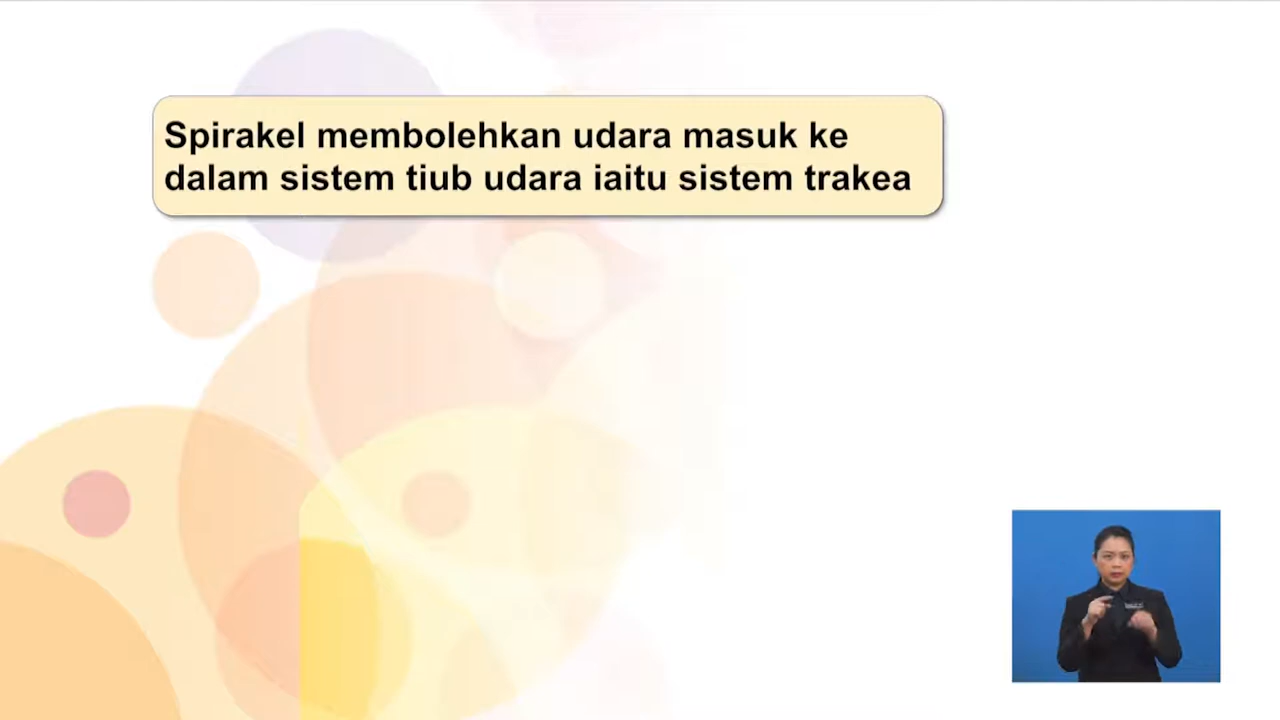 Spirakel membolehkan udara masuk ke
dalam sistem tiub udara iaitu sistem trakea